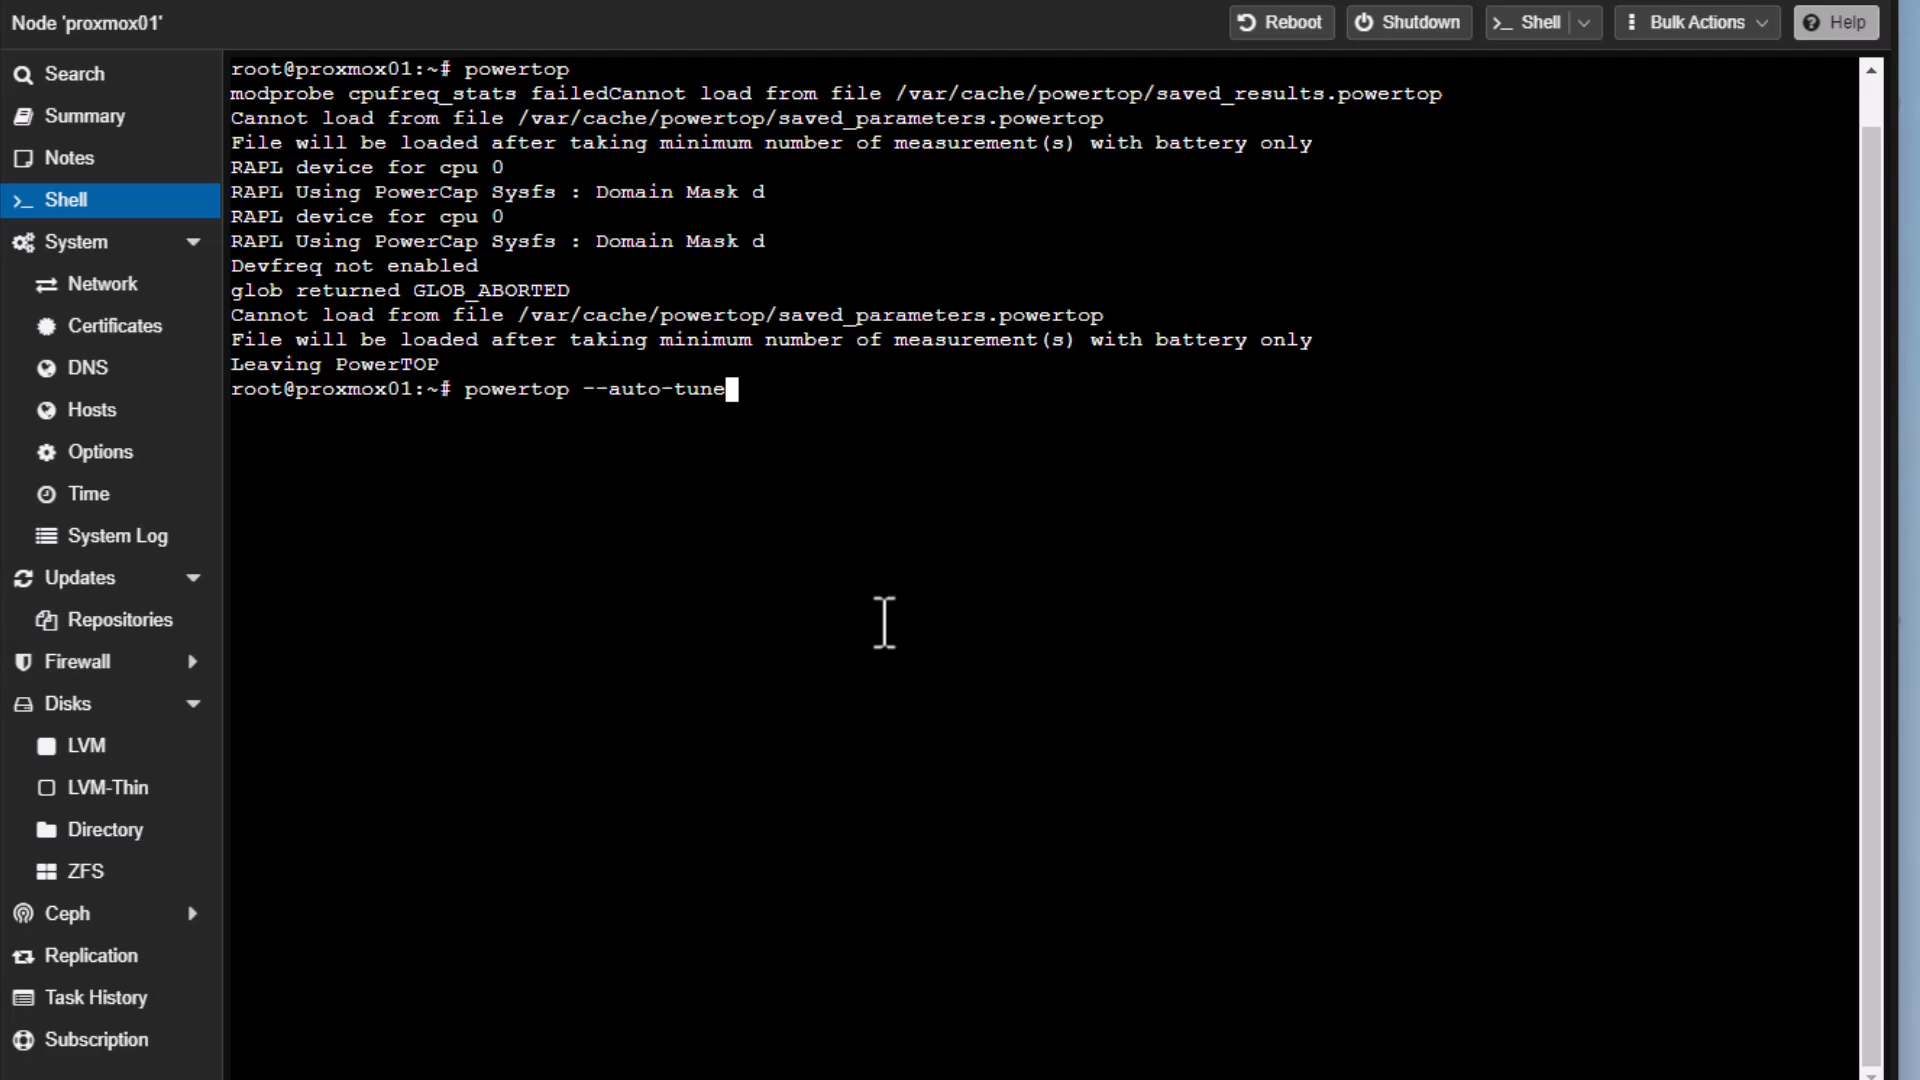 Node 'proxmox01'
Reboot
Shutdown
>_ Shell
Bulk Actions
Help
Search
Summary
Notes
>_ Shell
System
Network
Certificates
DNS
Hosts
Options
Time
System Log
Updates
Repositories
Firewall
Disks
LVM
LVM-Thin
Directory
ZFS
Ceph
Replication
Task History
Subscription
root@proxmox01:~# powertop
modprobe cpufreq_stats failedCannot load from file /var/cache/powertop/saved_results.powertop
Cannot load from file /var/cache/powertop/saved_parameters.powertop
File will be loaded after taking minimum number of measurement(s) with battery only
RAPL device for cpu 0
RAPL Using PowerCap Sysfs : Domain Mask d
RAPL device for cpu 0
RAPL Using PowerCap Sysfs : Domain Mask d
Devfreq not enabled
glob returned GLOB_ABORTED
Cannot load from file /var/cache/powertop/saved_parameters.powertop
File will be loaded after taking minimum number of measurement(s) with battery only
Leaving PowerTOP
root@proxmox01:~# powertop --auto-tune